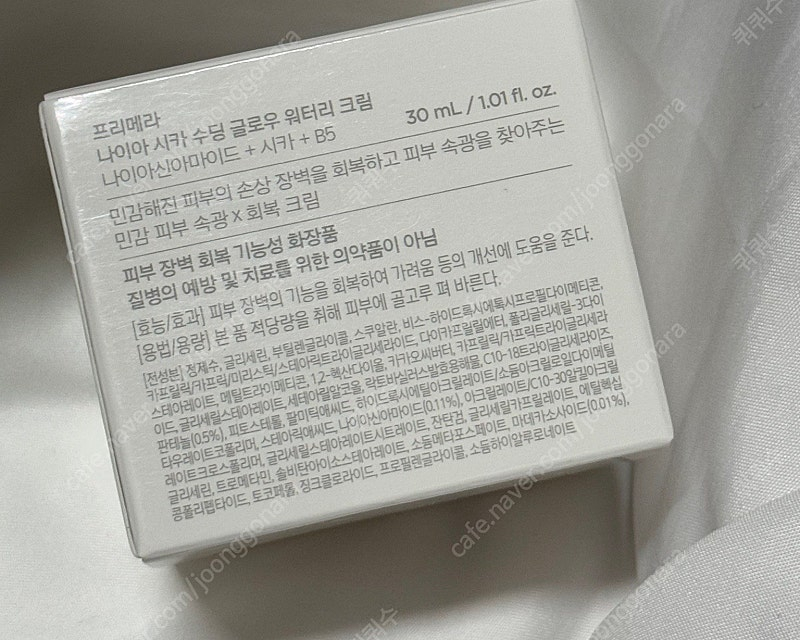 프리메라
나이아 시카 수딩 글로우 워터리 크림
30 mL / 1.01 fl. oz.
나이아신아마이드 + 시카 + B5
민감해진 피부의 손상 장벽을 회복하고 피부 속광을 찾아주는
민감 피부 속광 X 회복 크림
피부 장벽 회복 기능성 화장품
질병의 예방 및 치료를 위한 의약품이 아님
[효능/효과] 피부 장벽의 기능을 회복하여 가려움 등의 개선에 도움을 준다.
[용법/용량] 본 품 적당량을 취해 피부에 골고루 펴 바른다.
[전성분] 정제수, 글리세린, 부틸렌글라이콜, 스쿠알란, 비스-하이드록시에톡시프로필다이메티콘,
카프릴릭/카프릭/미리스틱/스테아릭트라이글리세라이드, 다이카프릴릴에터, 폴리글리세릴-3다이
스테아레이트, 메틸트라이메티콘, 1,2-헥산다이올, 카카오씨버터, 카프릴릭/카프릭트라이글리세라
이드, 글리세릴스테아레이트, 세테아릴알코올, 락토바실러스발효용해물, C10-18트라이글리세라이즈,
판테놀(0.5%), 피토스테롤, 팔미틱애씨드, 하이드록시에틸아크릴레이트/소듐아크릴로일다이메틸
타우레이트코폴리머, 스테아릭애씨드, 나이아신아마이드(0.11%), 아크릴레이트/C10-30알킬아크릴
레이트크로스폴리머, 글리세릴스테아레이트시트레이트, 잔탄검, 글리세릴카프릴레이트, 에틸헥실
글리세린, 트로메타민, 솔비탄아이소스테아레이트, 소듐메타포스페이트, 마데카소사이드(0.01%),
콩폴리펩타이드, 토코페롤, 징크클로라이드, 프로필렌글라이콜, 소듐하이알루로네이트
cafe.naver.com/joonggonara
쿼쿼수